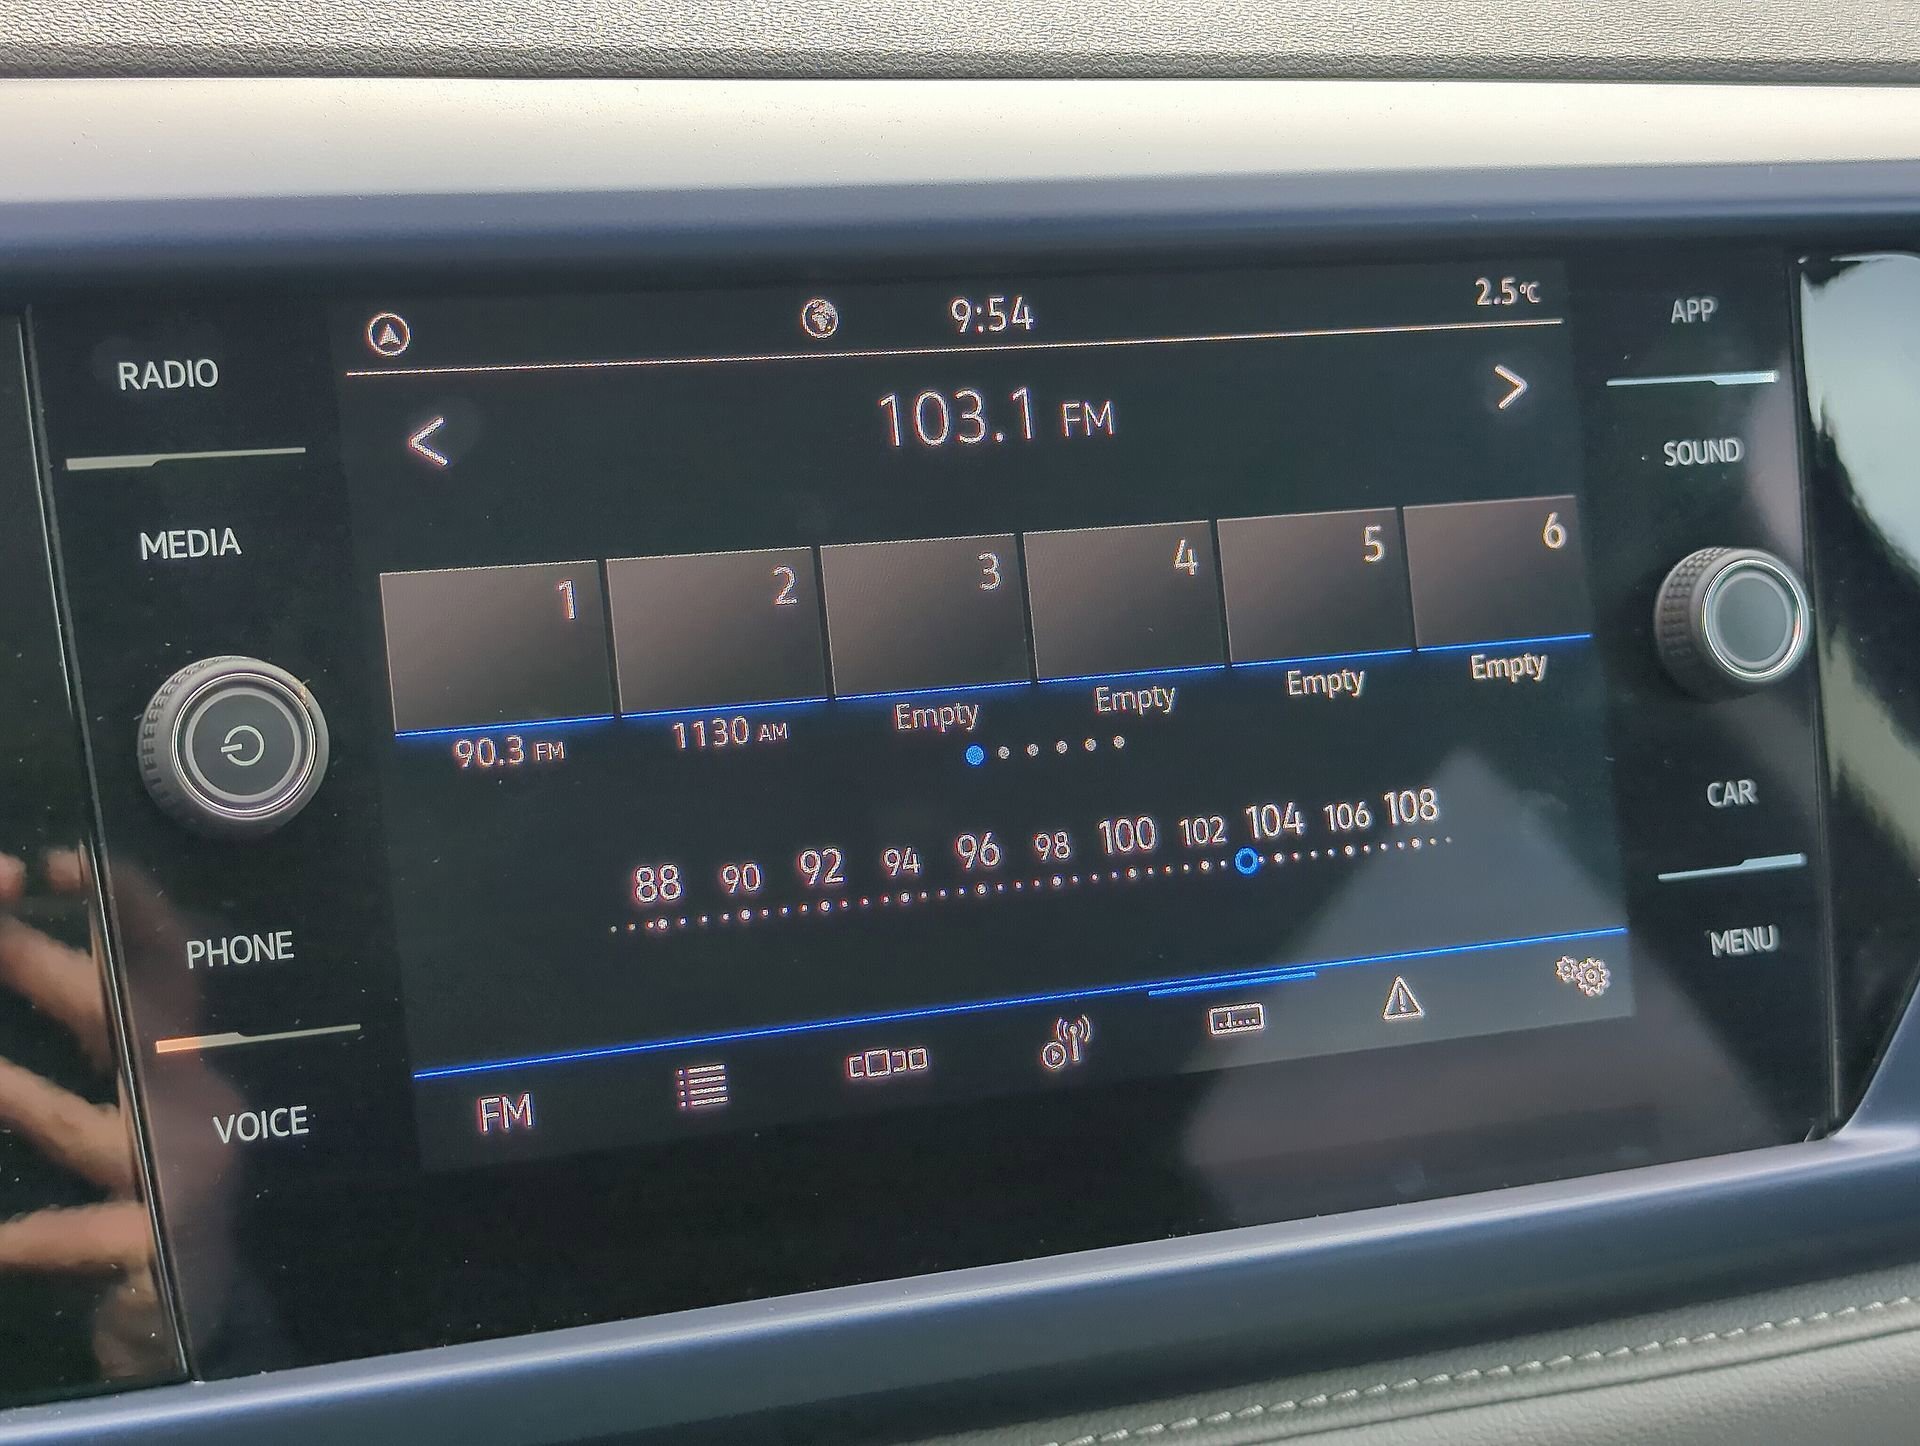 RADIO
MEDIA
PHONE
VOICE
9:54
2.5°C
103.1 FM
1 2 3 4 5 6
90.3 FM 1130 AM Empty Empty Empty Empty
88 90 92 94 96 98 100 102 104 106 108
FM
APP
SOUND
CAR
MENU